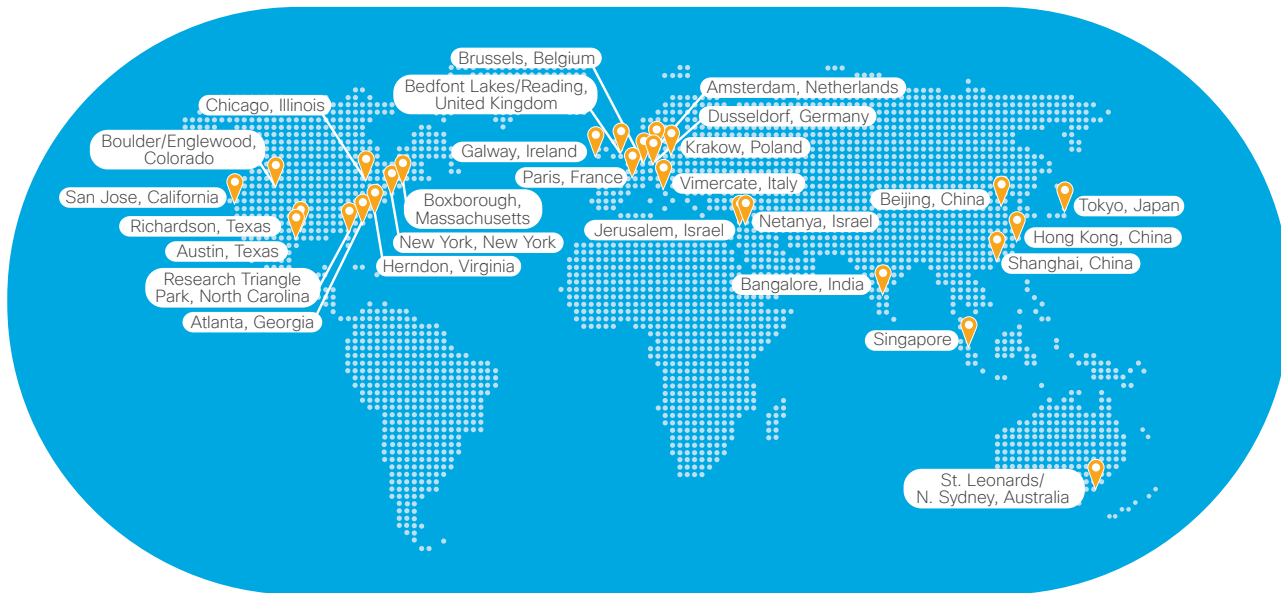 Brussels, Belgium
Bedfont Lakes/Reading,
United Kingdom
Amsterdam, Netherlands
Chicago, Illinois
Dusseldorf, Germany
Boulder/Englewood,
Colorado
Galway, Ireland
Krakow, Poland
Paris, France
Vimercate, Italy
San Jose, California
Boxborough,
Massachusetts
Beijing, China
Tokyo, Japan
Richardson, Texas
Jerusalem, Israel
Netanya, Israel
Austin, Texas
New York, New York
Hong Kong, China
Herndon, Virginia
Shanghai, China
Research Triangle
Park, North Carolina
Bangalore, India
Atlanta, Georgia
Singapore
St. Leonards/
N. Sydney, Australia